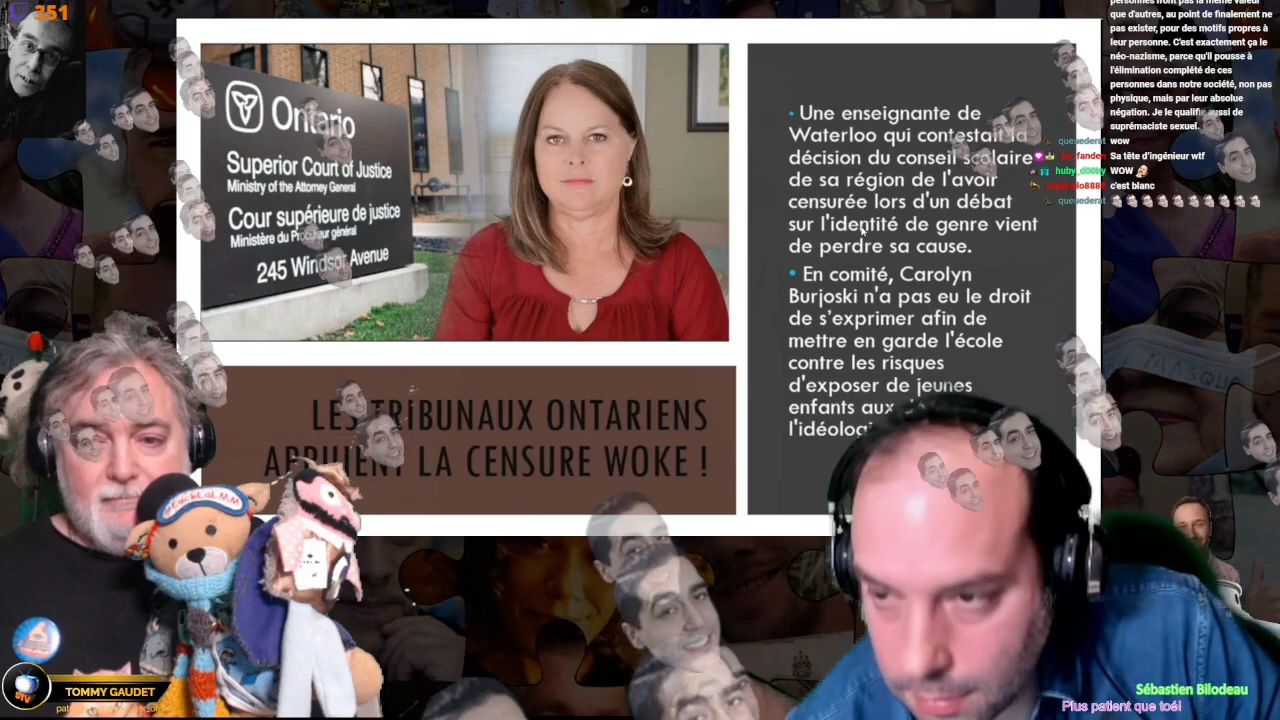 351
personnes n'ont pas la même valeur
que d'autres, au point de finalement ne
pas exister, pour des motifs propres à
leur personne. C'est exactement ça le
néo-nazisme, parce qu'il pousse à
l'élimination complète de ces
personnes dans notre société, non pas
physique, mais par leur absolue
négation. Je le qualifie aussi de
suprémaciste sexuel.
wow
Sa tête d'ingénieur wtf
WOW
c'est blanc
Ontario
Superior Court of Justice
Ministry of the Attorney General
Cour supérieure de justice
Ministère du Procureur général
245 Windsor Avenue
• Une enseignante de
Waterloo qui contestait la
décision du conseil scolaire
de sa région de l'avoir
censurée lors d'un débat
sur l'identité de genre vient
de perdre sa cause.
• En comité, Carolyn
Burjoski n'a pas eu le droit
de s'exprimer afin de
mettre en garde l'école
contre les risques
d'exposer de jeunes
enfants aux
LES TRIBUNAUX ONTARIENS
APPUIENT LA CENSURE WOKE !
MASQUE
TOMMY GAUDET
Sébastien Bilodeau
Plus patient que toé!